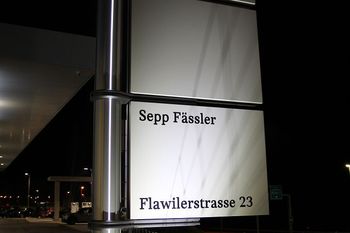 Sepp Fässler
Flawilerstrasse 23